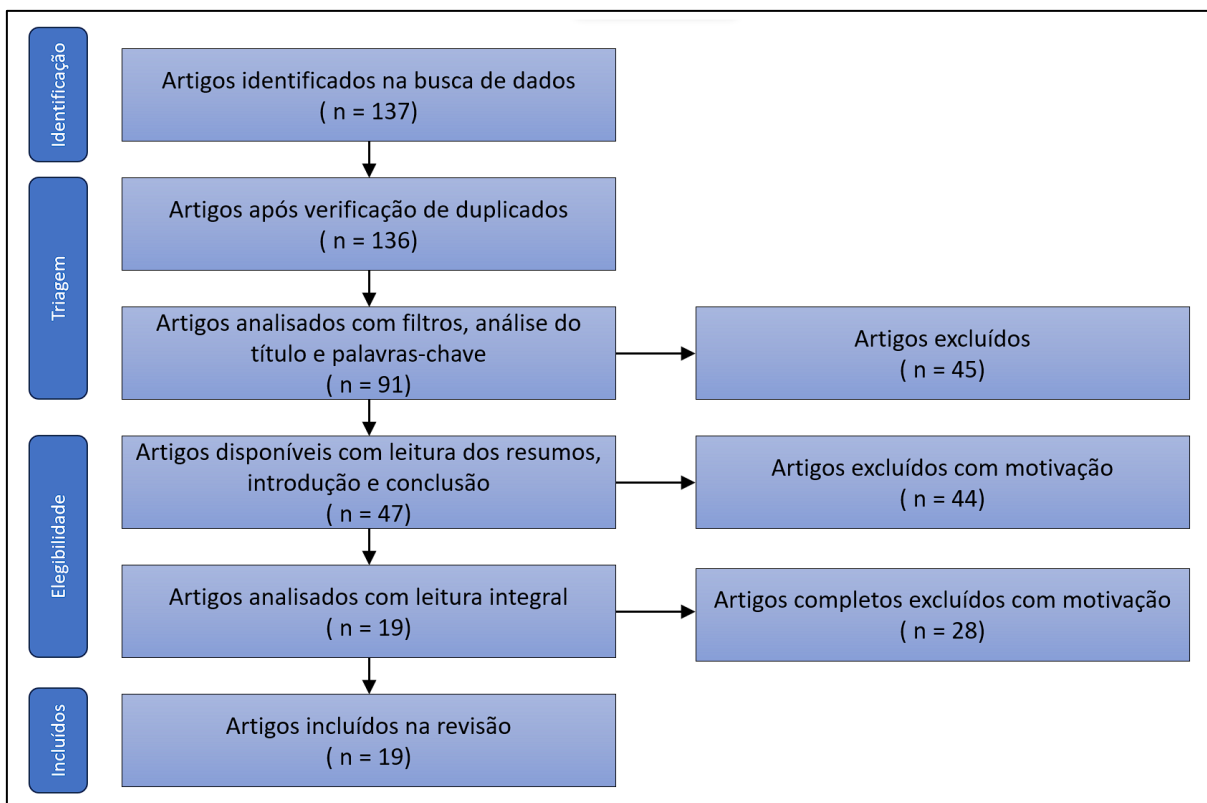 Identificação
Artigos identificados na busca de dados
( n = 137)
Triagem
Artigos após verificação de duplicados
( n = 136)
Artigos analisados com filtros, análise do
título e palavras-chave
( n = 91)
Artigos excluídos
( n = 45)
Elegibilidade
Artigos disponíveis com leitura dos resumos,
introdução e conclusão
( n = 47)
Artigos excluídos com motivação
( n = 44)
Artigos analisados com leitura integral
( n = 19)
Artigos completos excluídos com motivação
( n = 28)
Incluídos
Artigos incluídos na revisão
( n = 19)